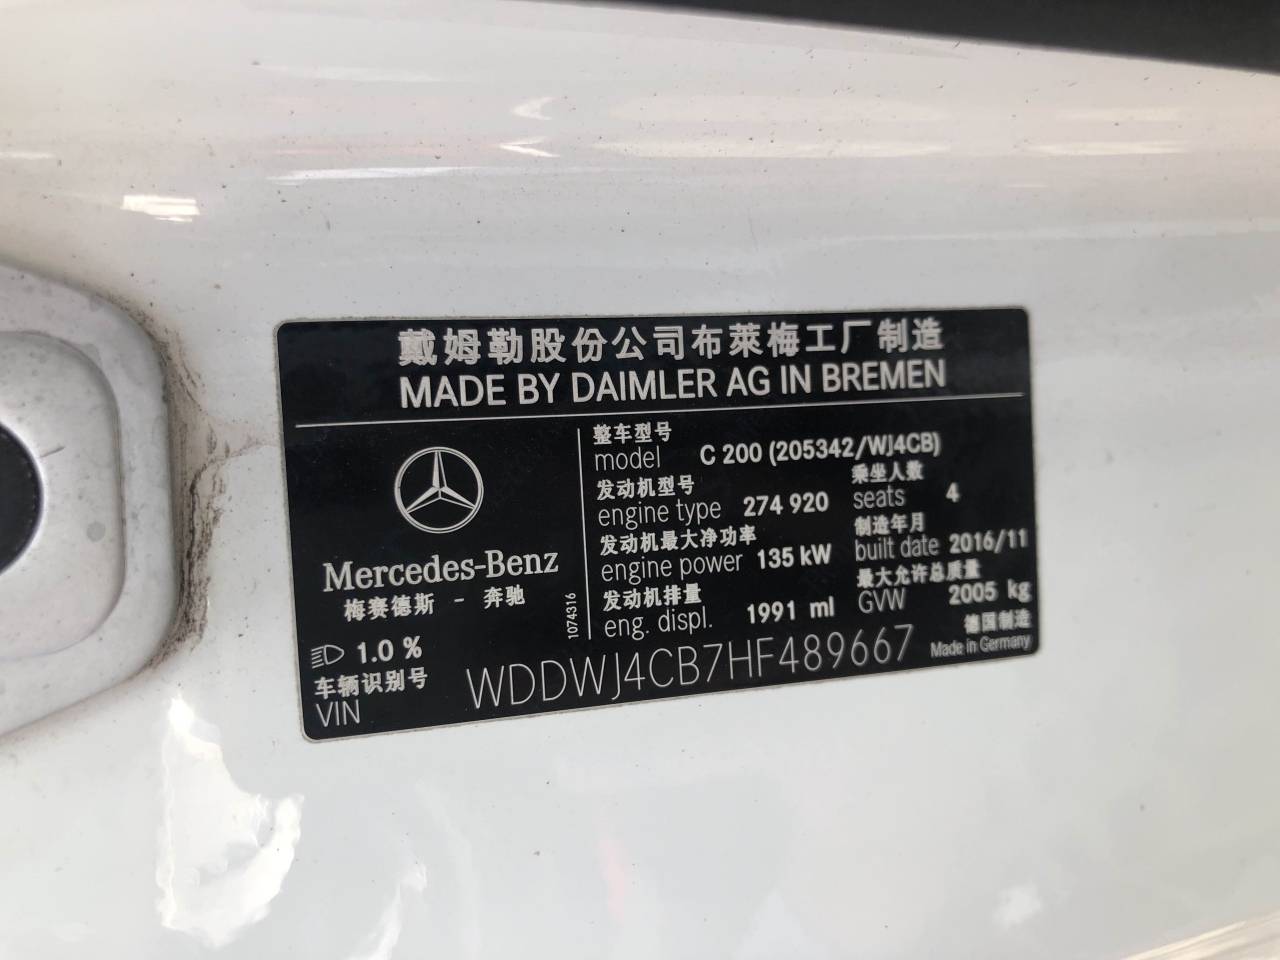 戴姆勒股份公司布莱梅工厂制造
MADE BY DAIMLER AG IN BREMEN
Mercedes-Benz
梅赛德斯 - 奔驰
1074316
整车型号
model C 200 (205342/WJ4CB)
发动机型号
engine type 274 920
乘坐人数
seats 4
发动机最大净功率
engine power 135 kW
制造年月
built date 2016/11
发动机排量
eng. displ. 1991 ml
最大允许总质量
GVW 2005 kg
1.0 %
车辆识别号
VIN WDDWJ4CB7HF489667
德国制造
Made in Germany